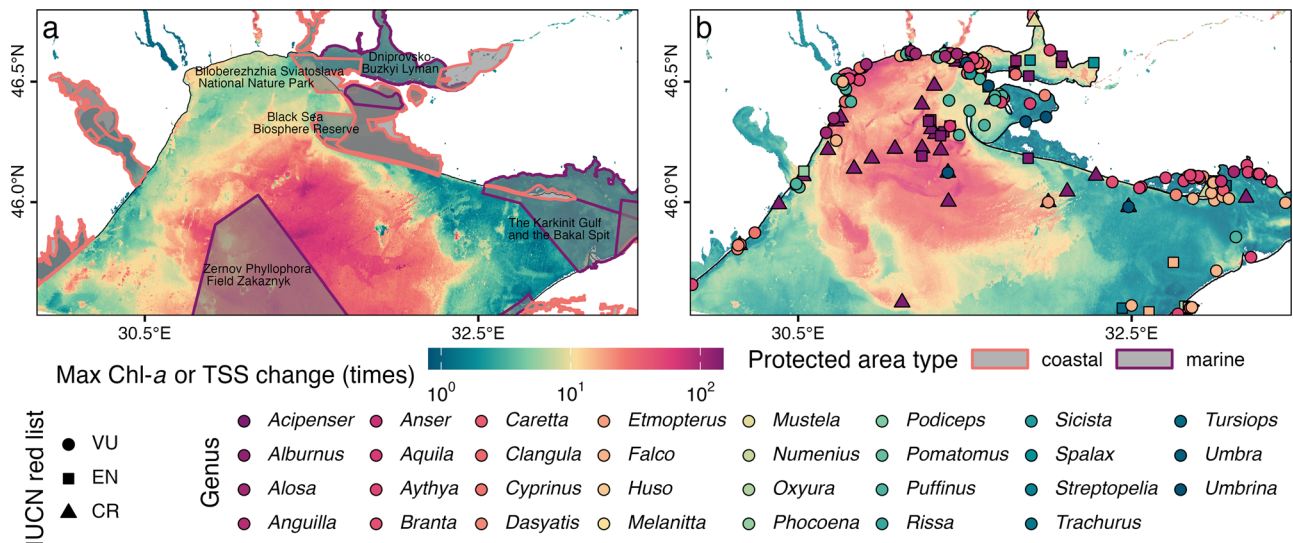 a
b
Biloberezhzhia Sviatoslava
National Nature Park
Dniprovsko-
Buzkyi Lyman
Black Sea
Biosphere Reserve
The Karkinit Gulf
and the Bakal Spit
Zernov Phyllophora
Field Zakaznyk
46.5°N
46.0°N
46.5°N
46.0°N
30.5°E
32.5°E
30.5°E
32.5°E
Max Chl-a or TSS change (times)
10⁰
10¹
10²
Protected area type
coastal
marine
IUCN red list
VU
EN
CR
Genus
Acipenser
Anser
Caretta
Etmopterus
Mustela
Podiceps
Sicista
Tursiops
Alburnus
Aquila
Clangula
Falco
Numenius
Pomatomus
Spalax
Umbra
Alosa
Aythya
Cyprinus
Huso
Oxyura
Puffinus
Streptopelia
Umbrina
Anguilla
Branta
Dasyatis
Melanitta
Phocoena
Rissa
Trachurus